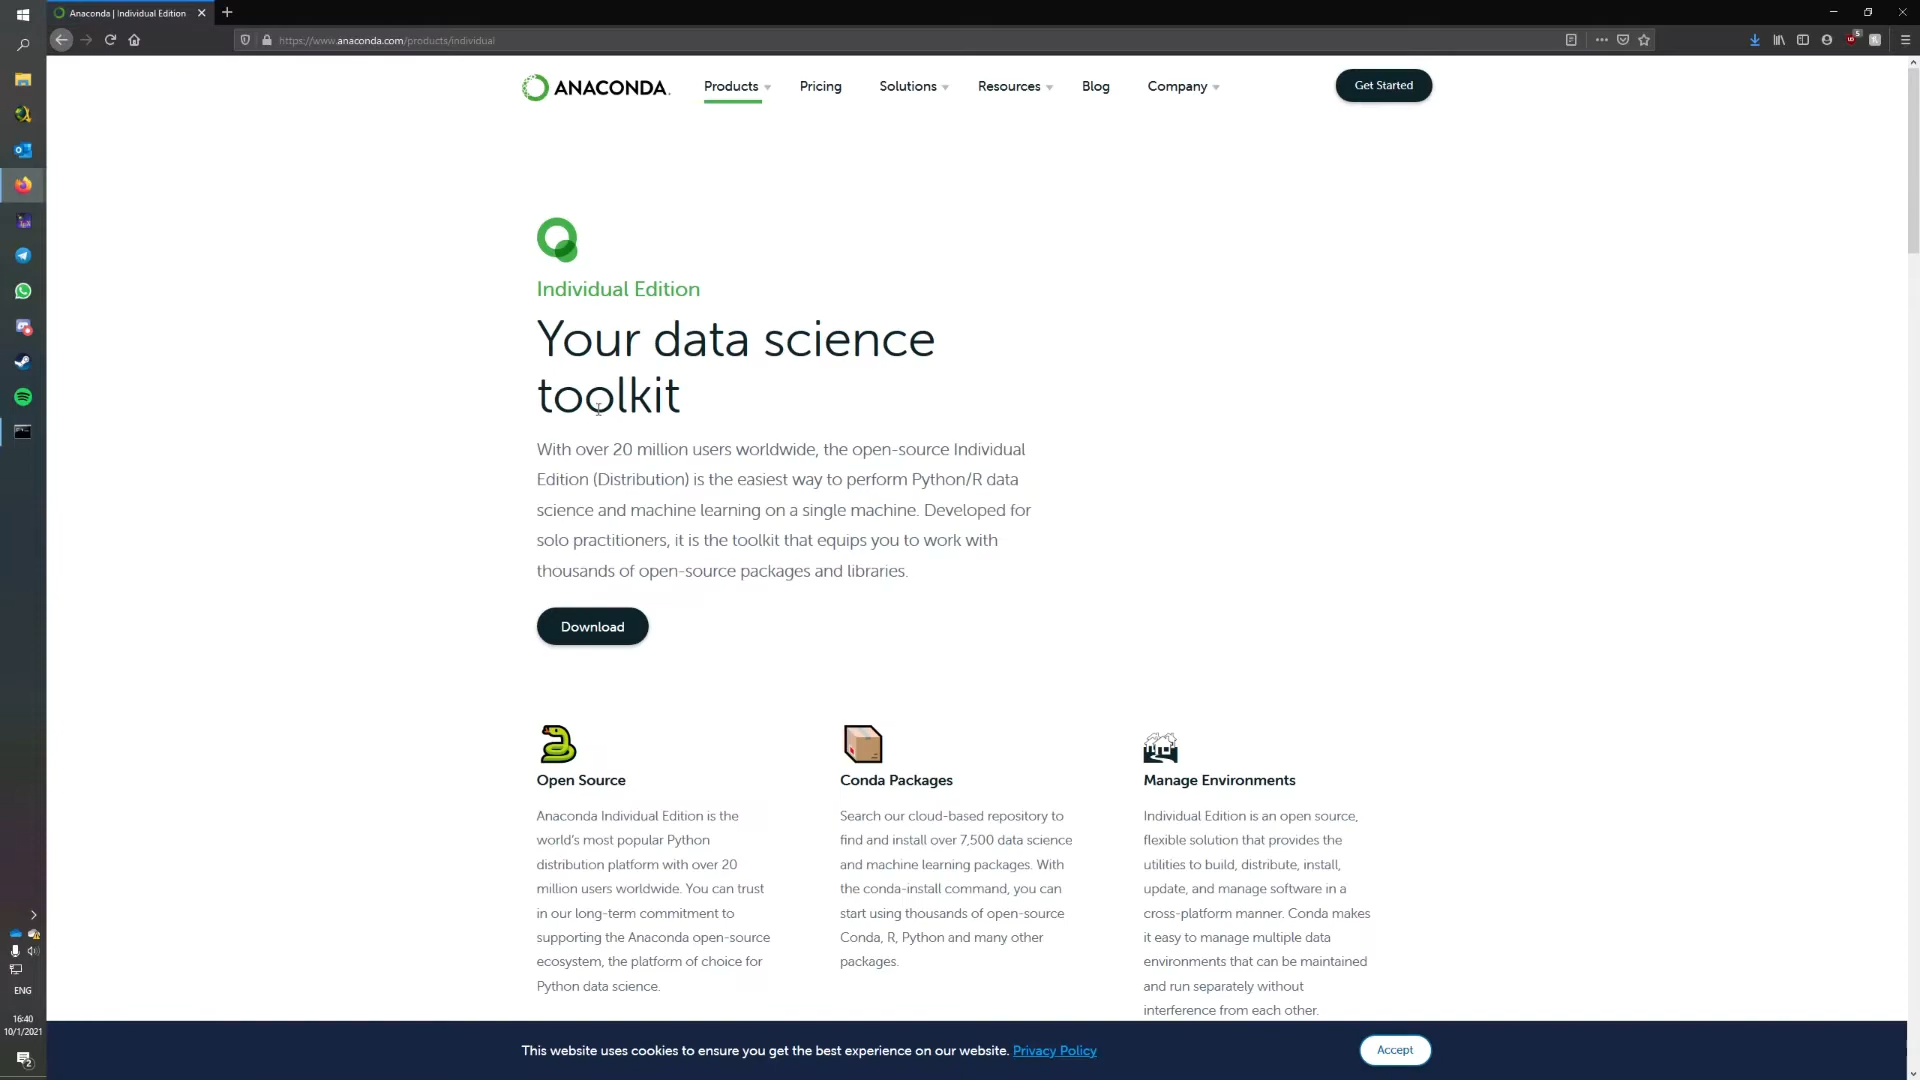 Anaconda | Individual Edition
https://www.anaconda.com/products/individual
5
ANACONDA.
Products
Pricing
Solutions
Resources
Blog
Company
Get Started
Individual Edition
Your data science
toolkit
With over 20 million users worldwide, the open-source Individual
Edition (Distribution) is the easiest way to perform Python/R data
science and machine learning on a single machine. Developed for
solo practitioners, it is the toolkit that equips you to work with
thousands of open-source packages and libraries.
Download
Open Source
Anaconda Individual Edition is the
world's most popular Python
distribution platform with over 20
million users worldwide. You can trust
in our long-term commitment to
supporting the Anaconda open-source
ecosystem, the platform of choice for
Python data science.
Conda Packages
Search our cloud-based repository to
find and install over 7,500 data science
and machine learning packages. With
the conda-install command, you can
start using thousands of open-source
Conda, R, Python and many other
packages.
Manage Environments
Individual Edition is an open source,
flexible solution that provides the
utilities to build, distribute, install,
update, and manage software in a
cross-platform manner. Conda makes
it easy to manage multiple data
environments that can be maintained
and run separately without
interference from each other.
This website uses cookies to ensure you get the best experience on our website. Privacy Policy
Accept
ENG
16:40
10/1/2021
2